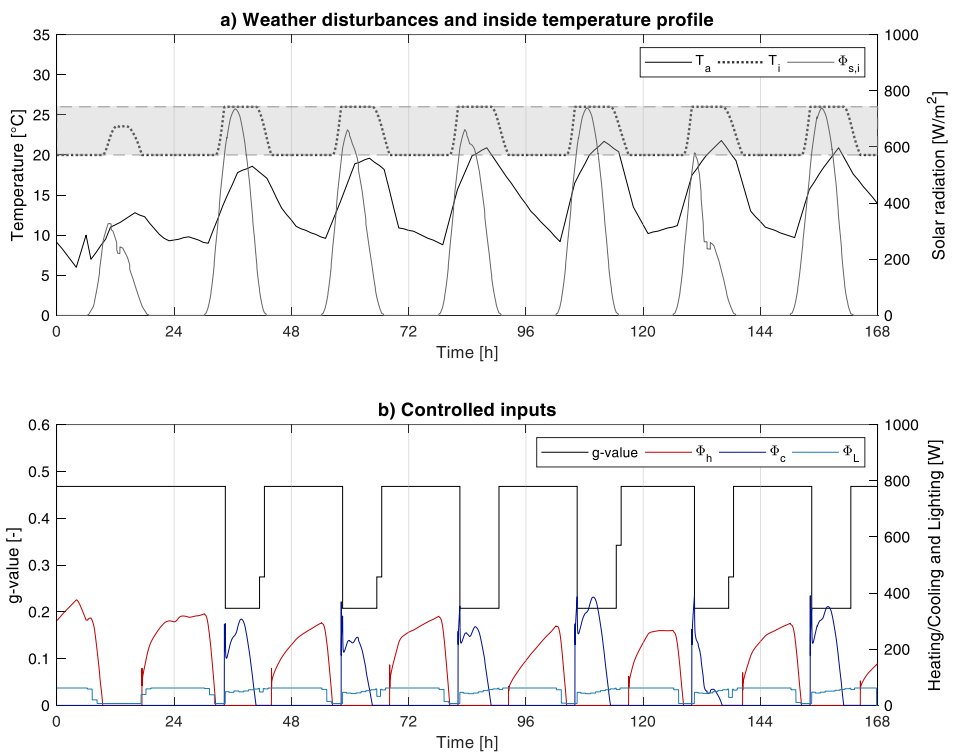 a) Weather disturbances and inside temperature profile
35
30
25
20
15
10
5
0
Temperature [°C]
1000
800
600
400
200
0
Solar radiation [W/m²]
T_a T_i Φ_s,i
0 24 48 72 96 120 144 168
Time [h]
b) Controlled inputs
0.6
0.5
0.4
0.3
0.2
0.1
0
g-value [-]
1000
800
600
400
200
0
Heating/Cooling and Lighting [W]
g-value Φ_h Φ_c Φ_L
0 24 48 72 96 120 144 168
Time [h]